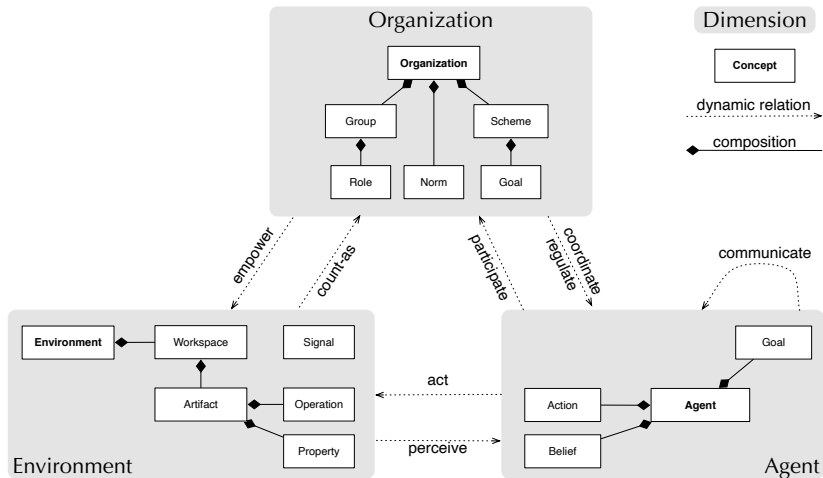 Organization
Dimension
Organization
Concept
dynamic relation
Group
Scheme
composition
Role
Norm
Goal
empower
count-as
participate
coordinate
regulate
communicate
Environment
Workspace
Signal
Goal
act
Artifact
Operation
Action
Agent
perceive
Property
Belief
Environment
Agent